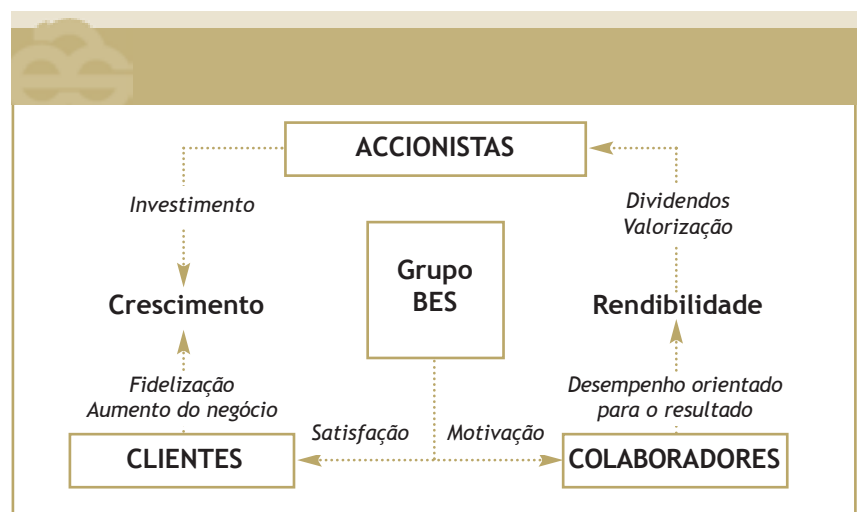 ACCIONISTAS
Investimento
Dividendos
Valorização
Grupo
BES
Crescimento
Rendibilidade
Fidelização
Aumento do negócio
Desempenho orientado
para o resultado
Satisfação
Motivação
CLIENTES
COLABORADORES